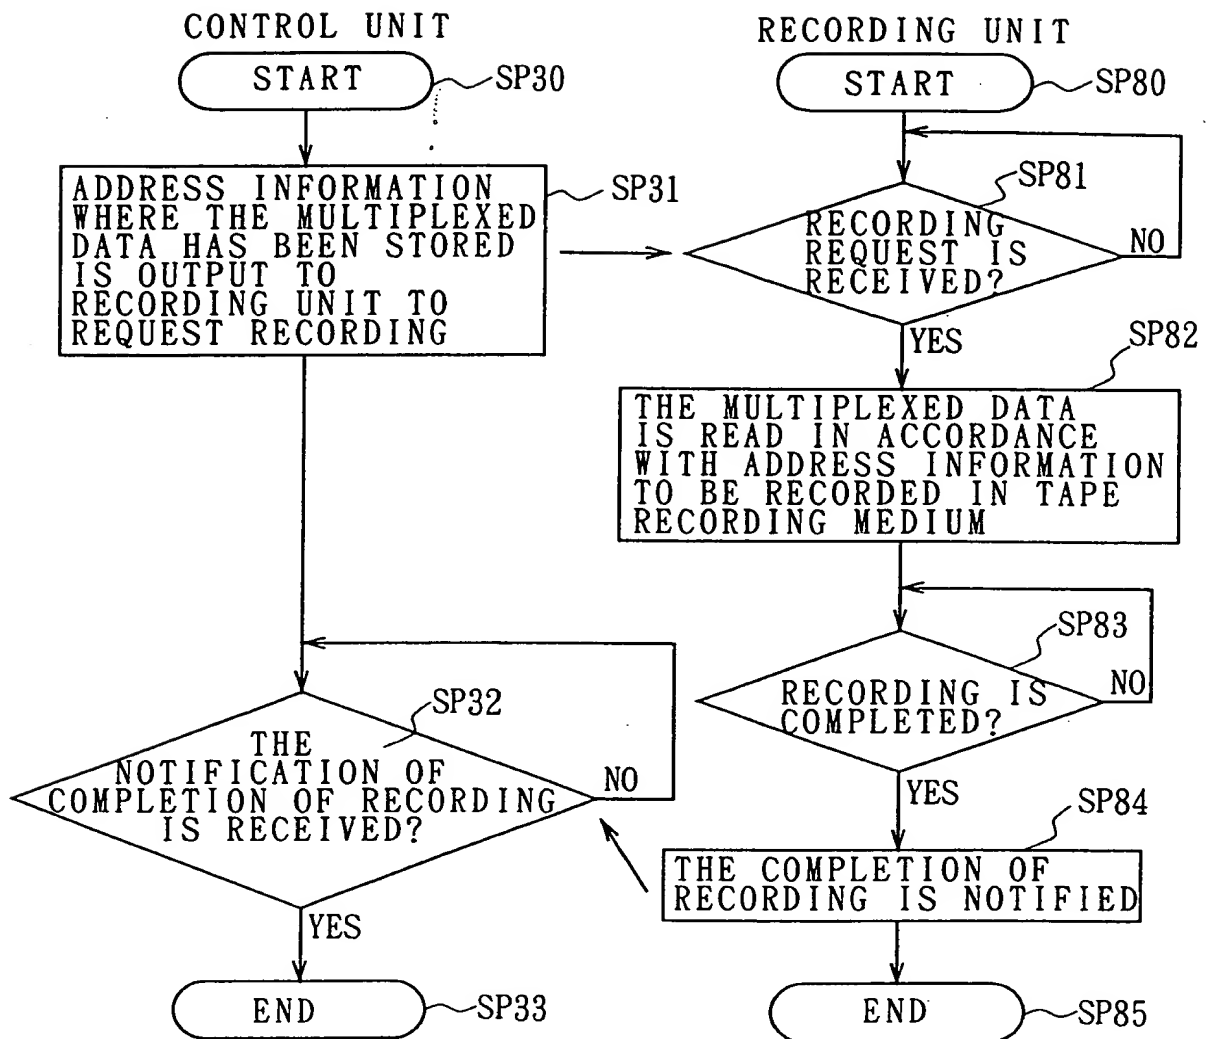 CONTROL UNIT
START
SP30
ADDRESS INFORMATION
WHERE THE MULTIPLEXED
DATA HAS BEEN STORED
IS OUTPUT TO
RECORDING UNIT TO
REQUEST RECORDING
SP31
SP32
THE
NOTIFICATION OF
COMPLETION OF RECORDING
IS RECEIVED?
NO
YES
END
SP33
RECORDING UNIT
START
SP80
SP81
RECORDING
REQUEST IS
RECEIVED?
NO
YES
SP82
THE MULTIPLEXED DATA
IS READ IN ACCORDANCE
WITH ADDRESS INFORMATION
TO BE RECORDED IN TAPE
RECORDING MEDIUM
SP83
RECORDING IS
COMPLETED?
NO
YES
SP84
THE COMPLETION OF
RECORDING IS NOTIFIED
END
SP85